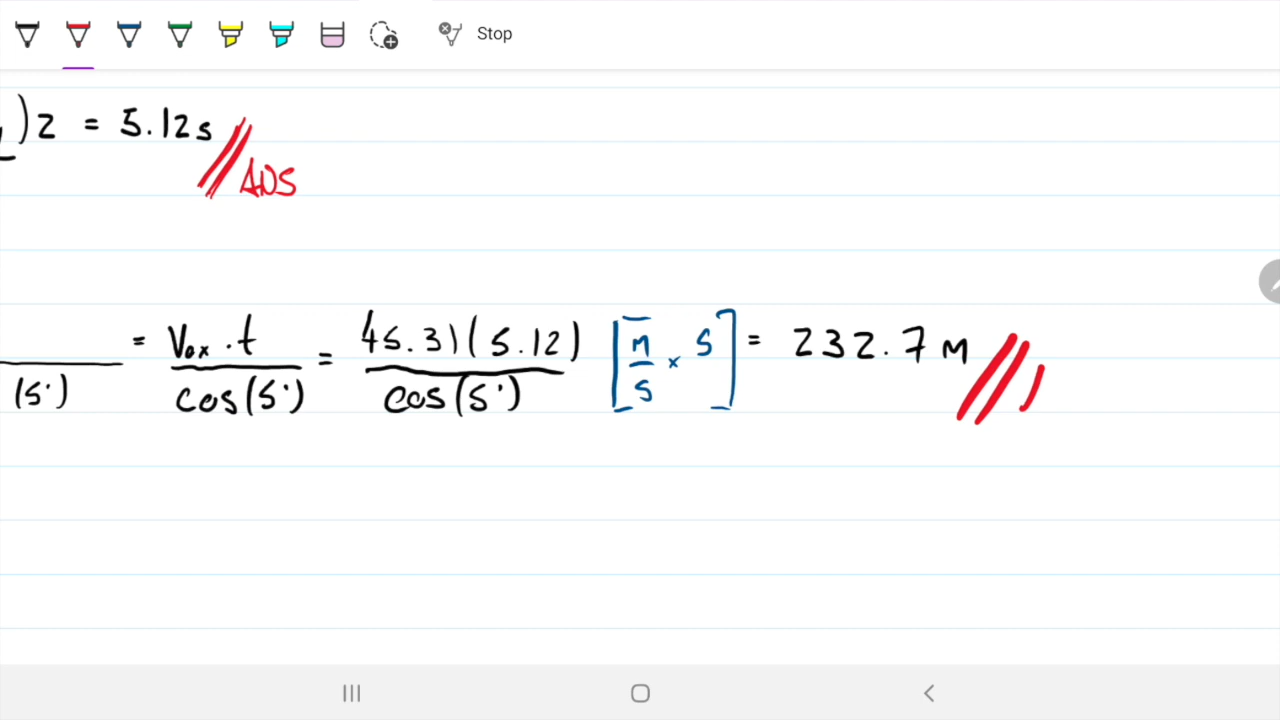 Stop
)2 = 5.12s
ANS
(5°) = Vox · t / cos(5°) = 45.31(5.12) / cos(5°) [m/s × s] = 232.7 m